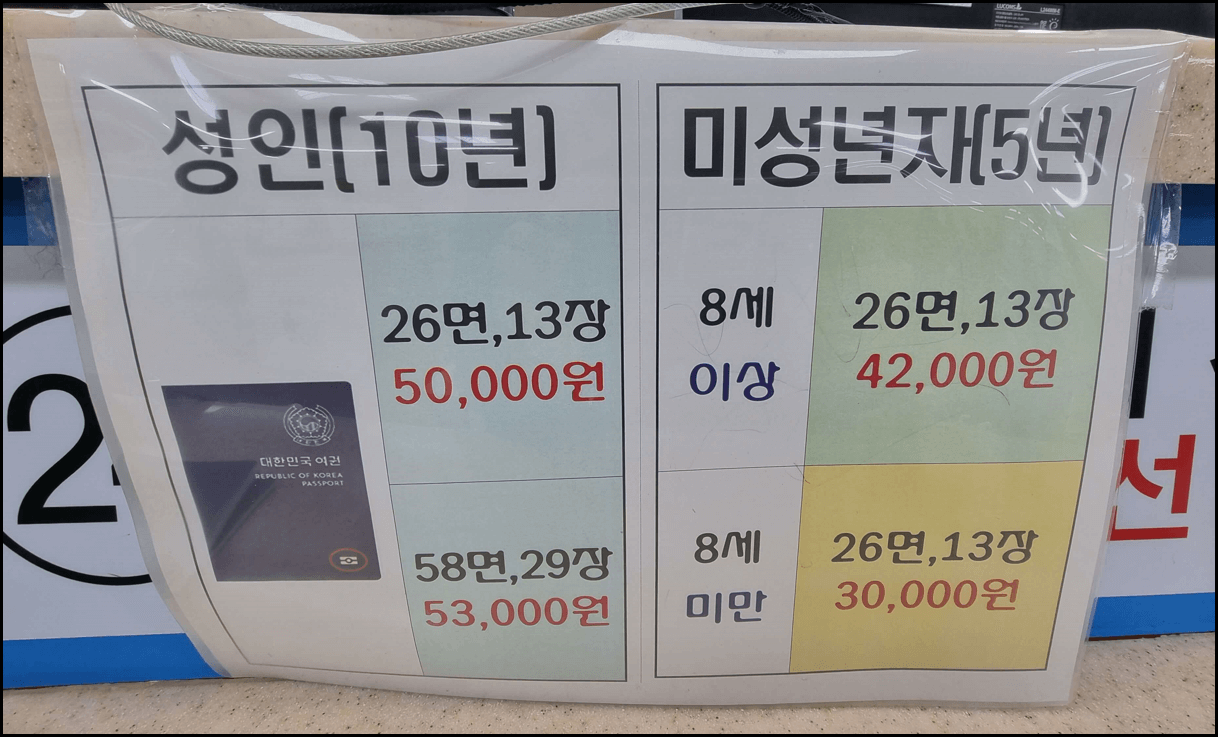 LUCOMS
성인(10년)
26면,13장
50,000원
대한민국 여권
REPUBLIC OF KOREA
PASSPORT
58면,29장
53,000원
미성년자(5년)
8세
이상
26면,13장
42,000원
8세
미만
26면,13장
30,000원
2
선